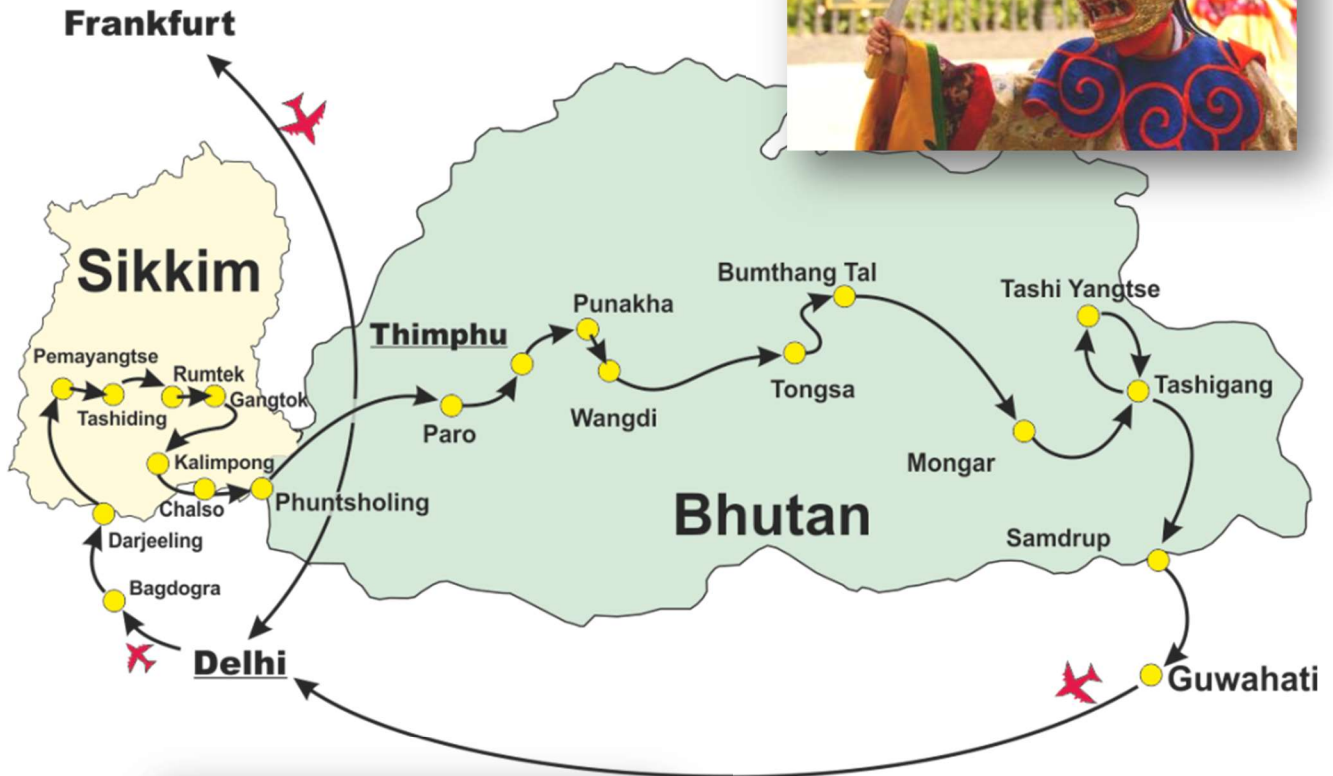 Frankfurt
Sikkim
Bumthang Tal
Tashi Yangtse
Punakha
Thimphu
Pemayangtse
Rumtek
Tashigang
Tongsa
Gangtok
Tashiding
Wangdi
Paro
Mongar
Kalimpong
Phuntsholing
Chalso
Bhutan
Darjeeling
Samdrup
Bagdogra
Delhi
Guwahati